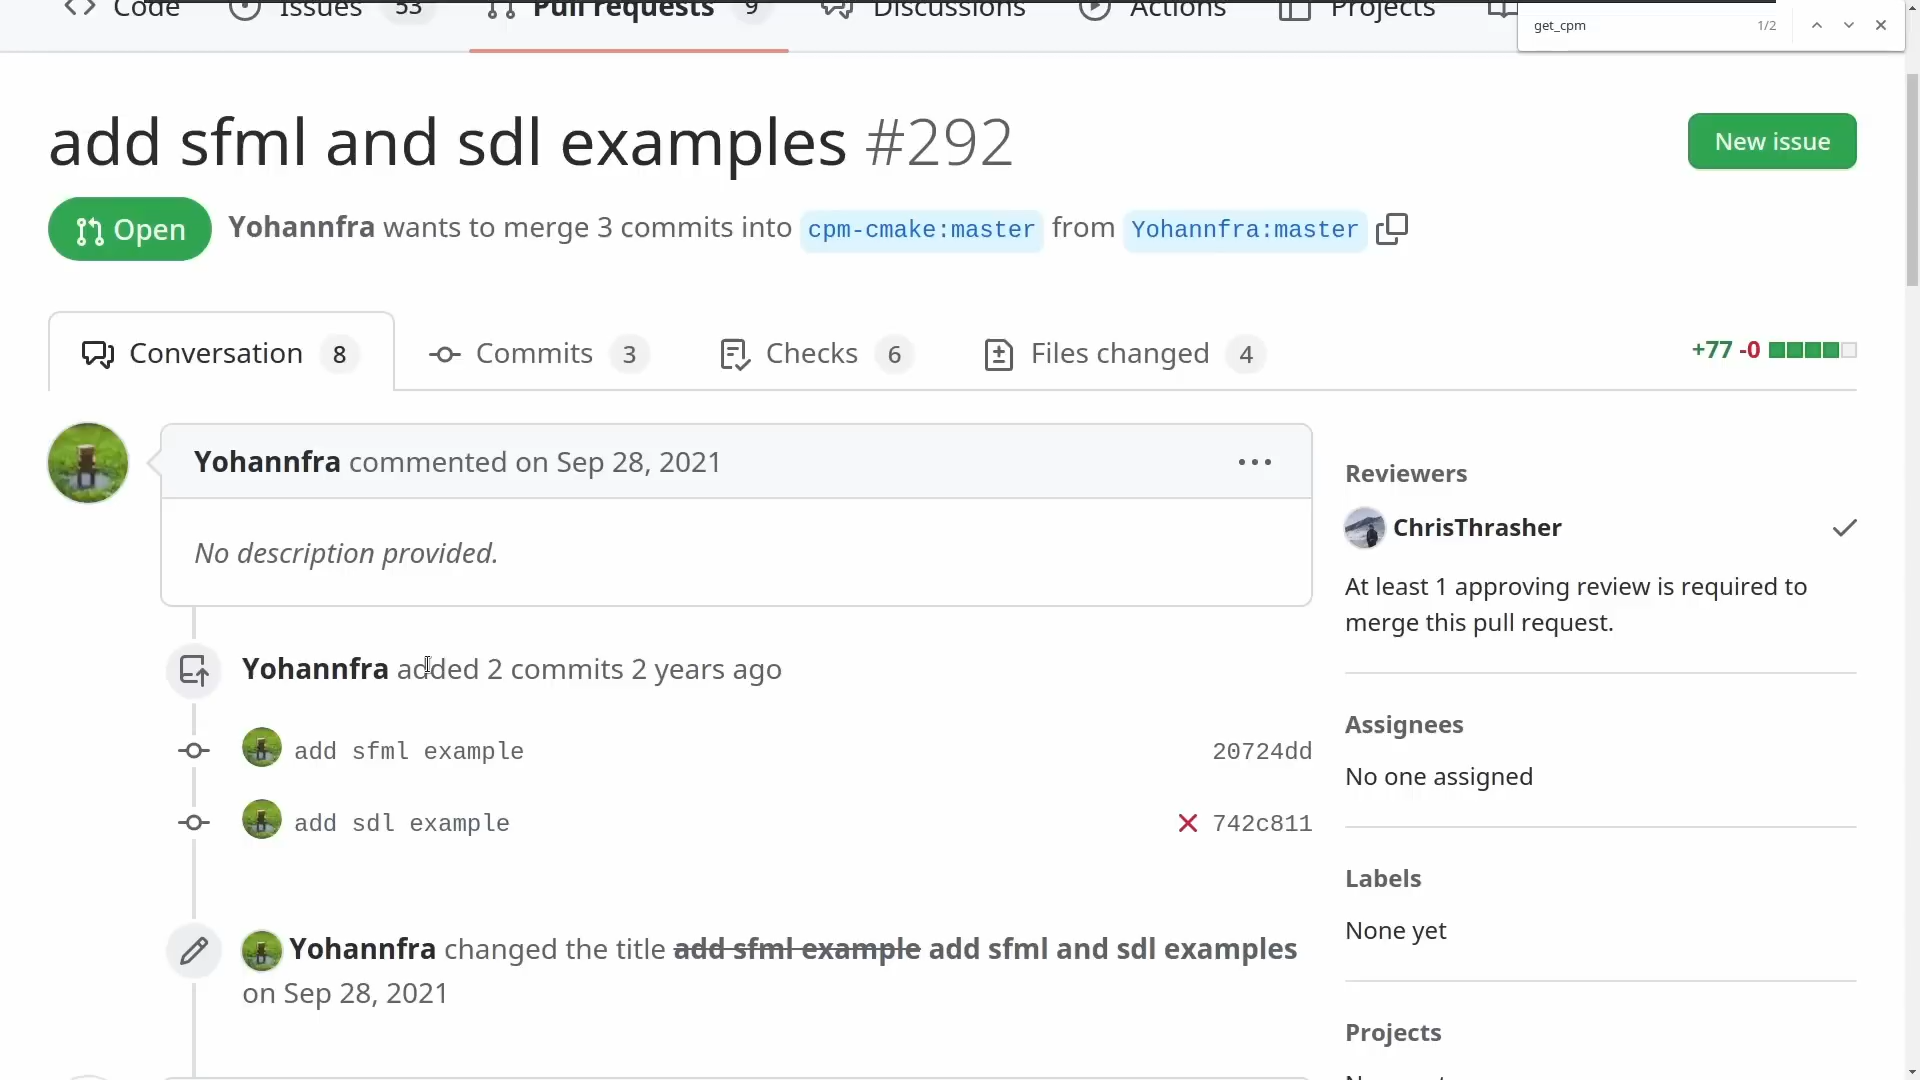 Code Issues 53 Pull requests 9 Discussions Actions Projects
get_cpm 1/2
add sfml and sdl examples #292
New issue
Open Yohannfra wants to merge 3 commits into cpm-cmake:master from Yohannfra:master
Conversation 8 Commits 3 Checks 6 Files changed 4
+77 -0
Yohannfra commented on Sep 28, 2021
No description provided.
Yohannfra added 2 commits 2 years ago
add sfml example 20724dd
add sdl example 742c811
Yohannfra changed the title add sfml example add sfml and sdl examples
on Sep 28, 2021
Reviewers
ChrisThrasher
At least 1 approving review is required to
merge this pull request.
Assignees
No one assigned
Labels
None yet
Projects